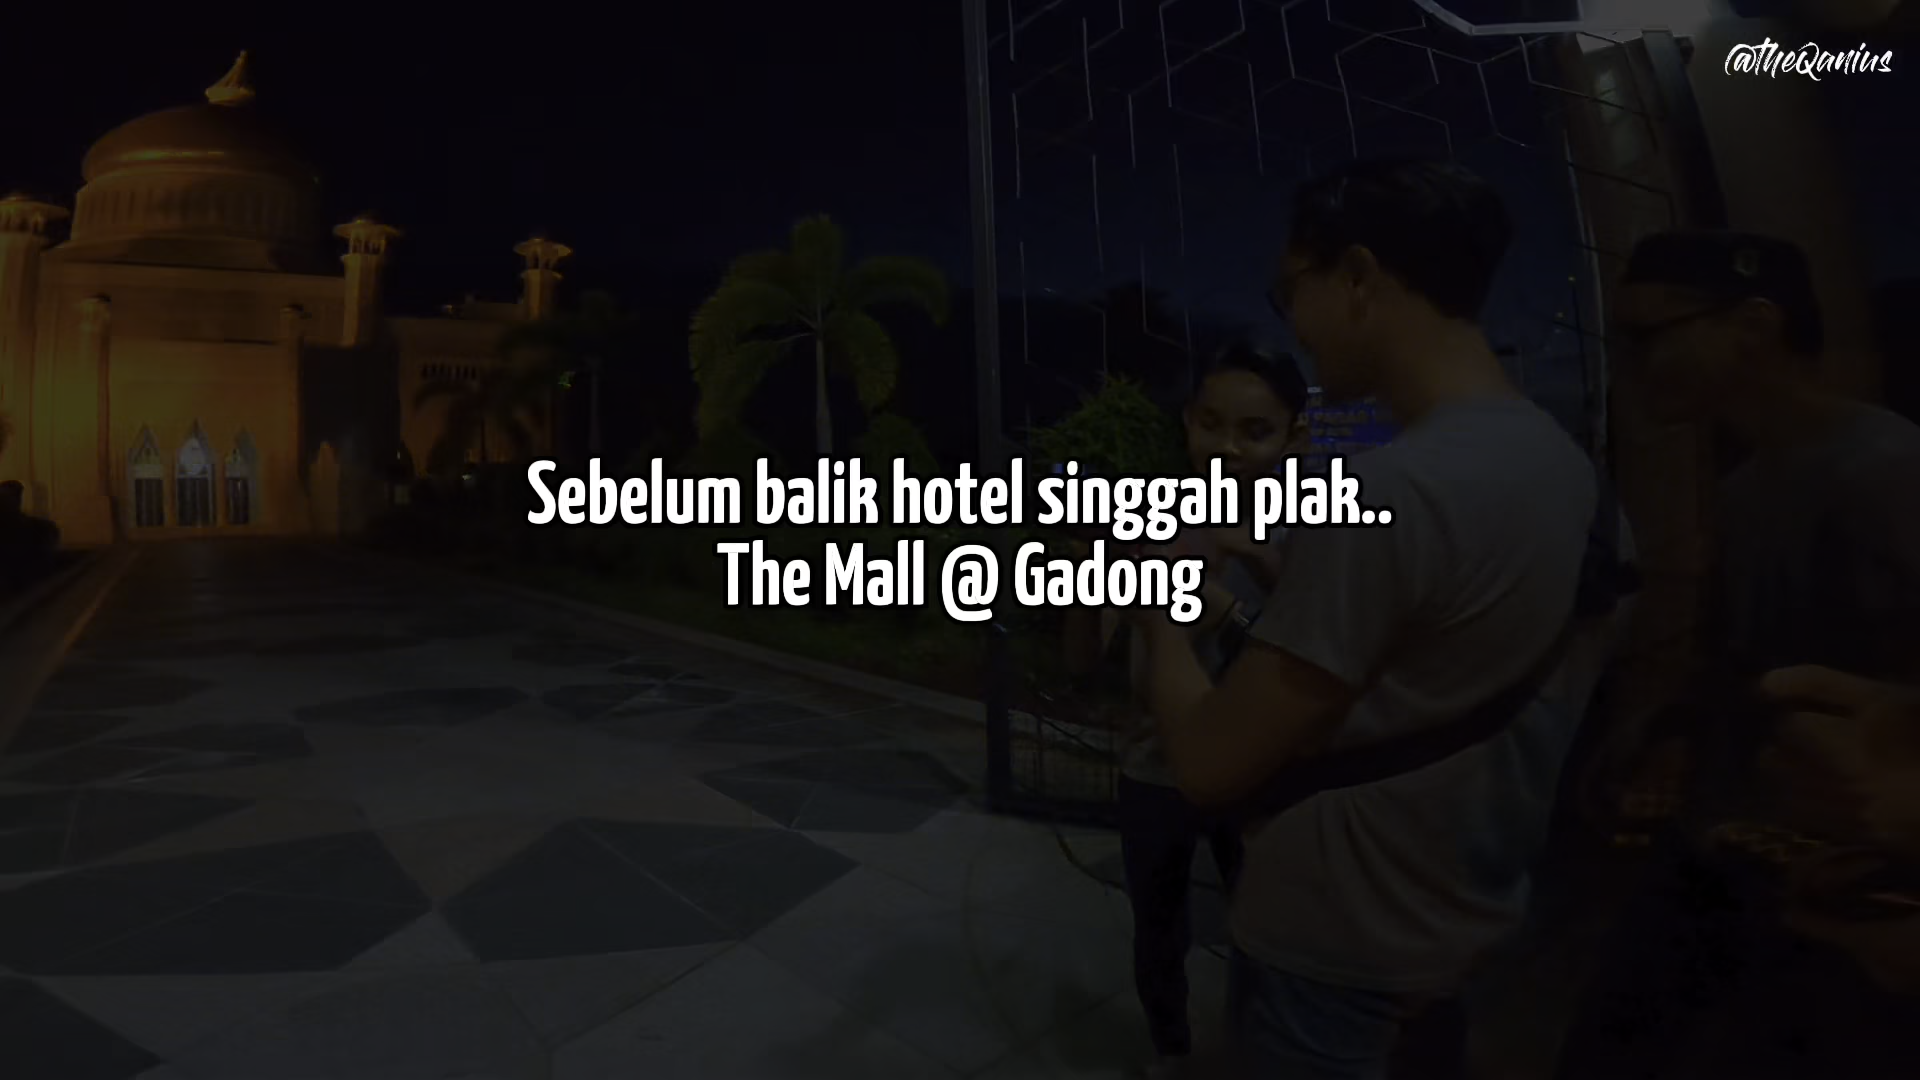 @theQanius
Sebelum balik hotel singgah plak..
The Mall @ Gadong